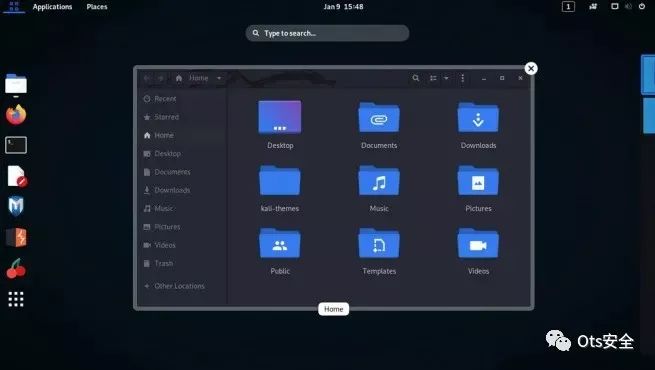 Applications Places Jan 9 15:48 1
Type to search...
Home
Recent
Starred
Home
Desktop
Documents
Downloads
Music
Pictures
Videos
Trash
Other Locations
Desktop Documents Downloads
kali-themes Music Pictures
Public Templates Videos
Home
Ots安全